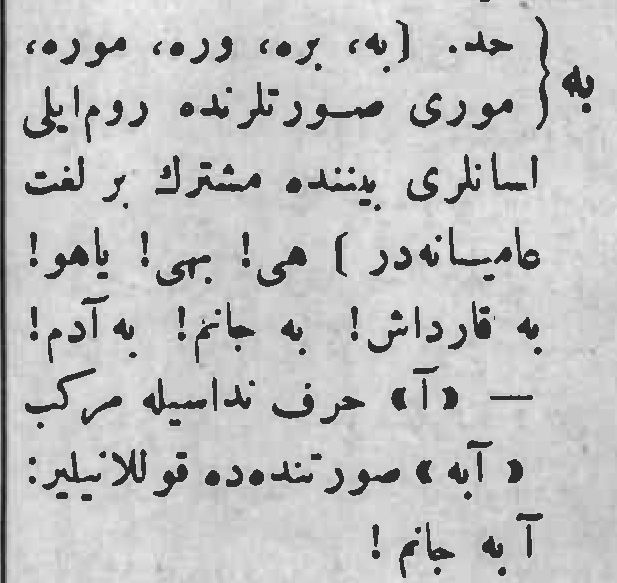 به { حد. (به، بره، وره، موره،
موری صورتلرنده روم‌ایلی
لسانلری بیننده مشترك بر لغت
عامیانه‌در ) هی! بهی! یاهو!
به قارداش! به جانم! به آدم!
— «آ» حرف نداسیله مرکب
«آبه» صورتنده‌ده قوللانیلیر:
آ به جانم !